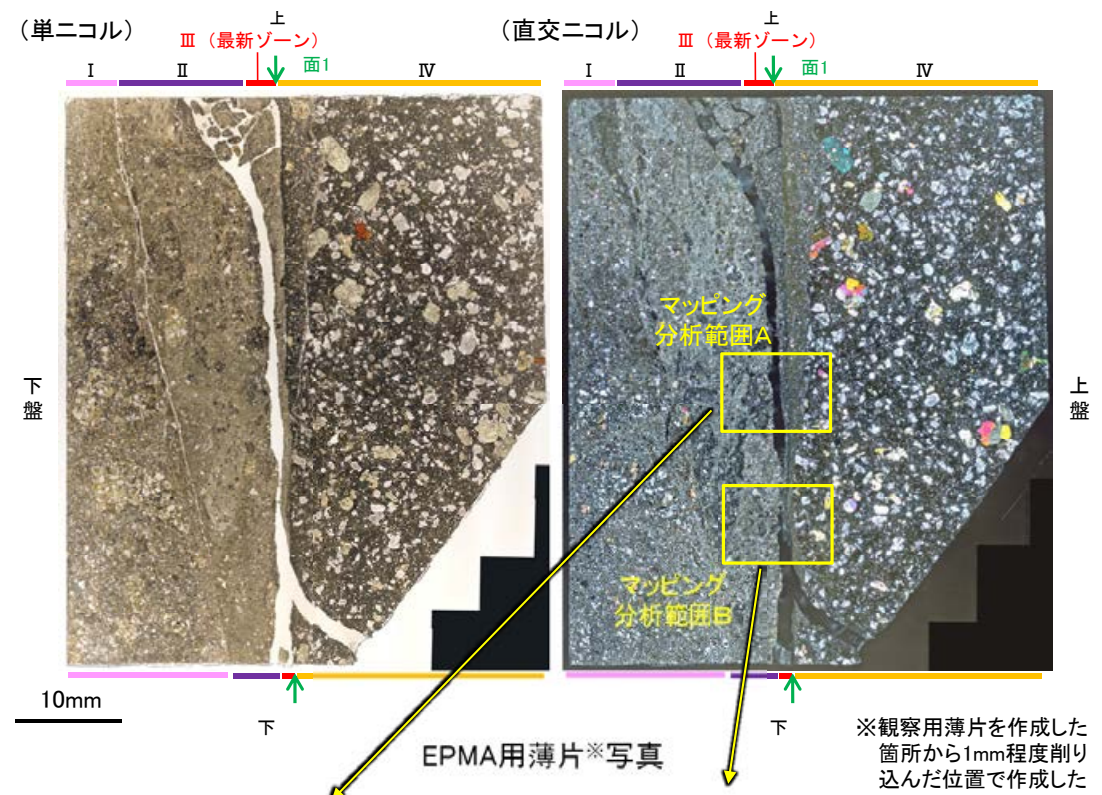 （単ニコル）
上
Ⅲ（最新ゾーン）
面1
Ⅰ
Ⅱ
Ⅳ
（直交ニコル）
上
Ⅲ（最新ゾーン）
面1
Ⅰ
Ⅱ
Ⅳ
下
盤
マッピング
分析範囲A
マッピング
分析範囲B
上
盤
10mm
下
下
EPMA用薄片※写真
※観察用薄片を作成した
箇所から1mm程度削り
込んだ位置で作成した